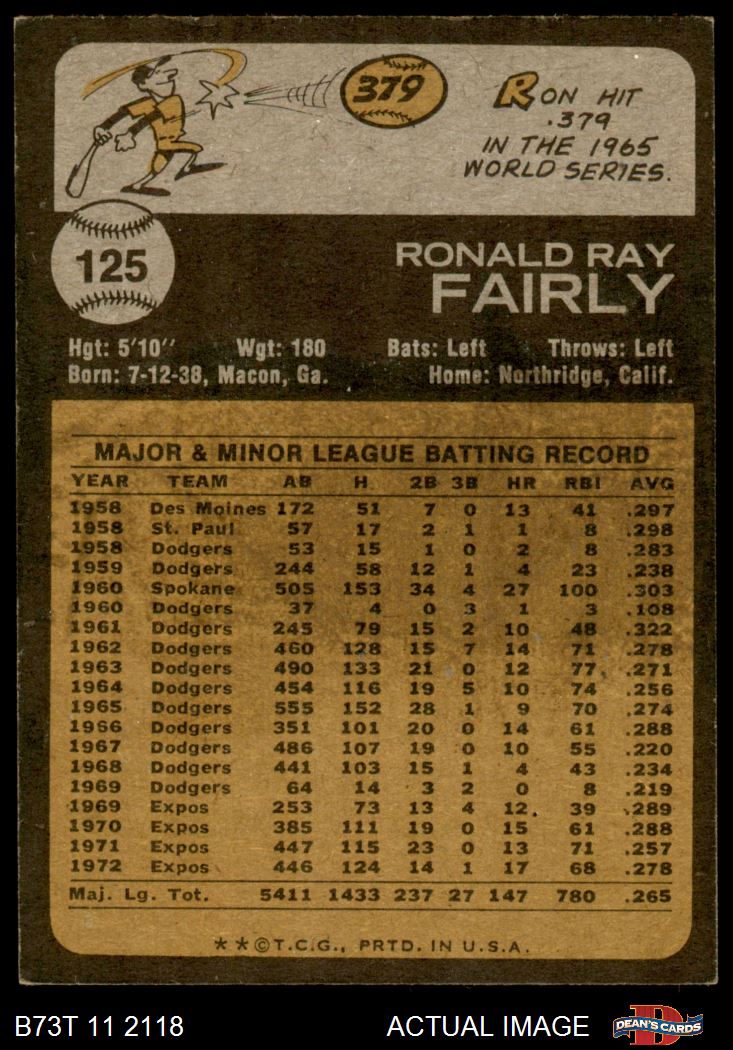 379
RON HIT
.379
IN THE 1965
WORLD SERIES.
125
RONALD RAY
FAIRLY
Hgt: 5'10" Wgt: 180 Bats: Left Throws: Left
Born: 7-12-38, Macon, Ga. Home: Northridge, Calif.
MAJOR & MINOR LEAGUE BATTING RECORD
YEAR TEAM AB H 2B 3B HR RBI AVG
1958 Des Moines 172 51 7 0 13 41 .297
1958 St. Paul 57 17 2 1 1 8 .298
1958 Dodgers 53 15 1 0 2 8 .283
1959 Dodgers 244 58 12 1 4 23 .238
1960 Spokane 505 153 34 4 27 100 .303
1960 Dodgers 37 4 0 3 1 3 .108
1961 Dodgers 245 79 15 2 10 48 .322
1962 Dodgers 460 128 15 7 14 71 .278
1963 Dodgers 490 133 21 0 12 77 .271
1964 Dodgers 454 116 19 5 10 74 .256
1965 Dodgers 555 152 28 1 9 70 .274
1966 Dodgers 351 101 20 0 14 61 .288
1967 Dodgers 486 107 19 0 10 55 .220
1968 Dodgers 441 103 15 1 4 43 .234
1969 Dodgers 64 14 3 2 0 8 .219
1969 Expos 253 73 13 4 12 39 .289
1970 Expos 385 111 19 0 15 61 .288
1971 Expos 447 115 23 0 13 71 .257
1972 Expos 446 124 14 1 17 68 .278
Maj. Lg. Tot. 5411 1433 237 27 147 780 .265
**©T.C.G., PRTD. IN U.S.A.
B73T 11 2118 ACTUAL IMAGE D DEAN'S CARDS